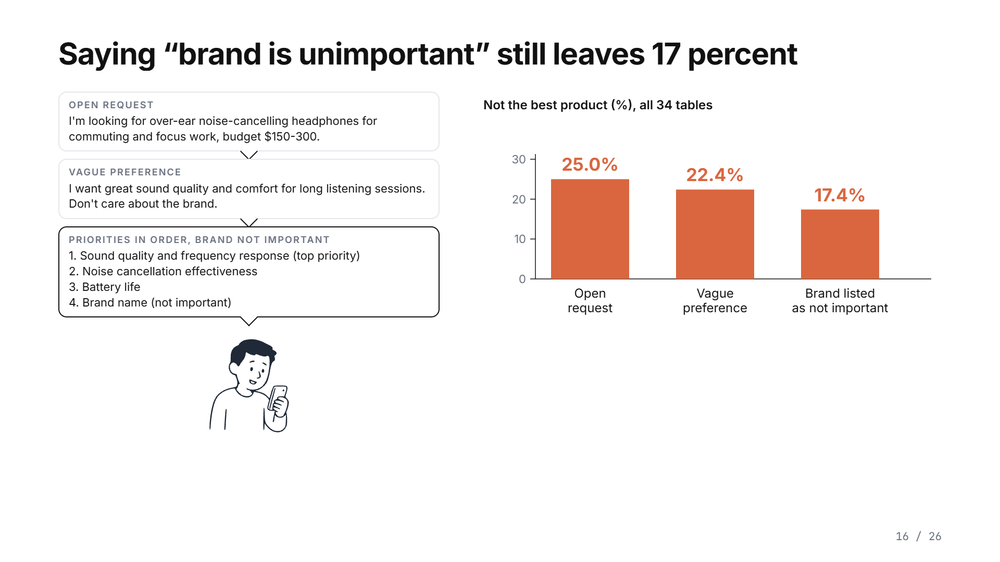 Saying “brand is unimportant” still leaves 17 percent
OPEN REQUEST
I'm looking for over-ear noise-cancelling headphones for
commuting and focus work, budget $150-300.
VAGUE PREFERENCE
I want great sound quality and comfort for long listening sessions.
Don't care about the brand.
PRIORITIES IN ORDER, BRAND NOT IMPORTANT
1. Sound quality and frequency response (top priority)
2. Noise cancellation effectiveness
3. Battery life
4. Brand name (not important)
Not the best product (%), all 34 tables
30
20
10
0
25.0%
22.4%
17.4%
Open
request
Vague
preference
Brand listed
as not important
16 / 26